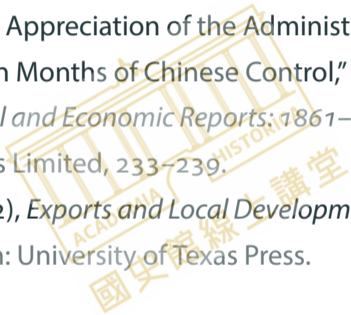 Appreciation of the Administ
n Months of Chinese Control,”
l and Economic Reports: 1861–
s Limited, 233–239.
2), Exports and Local Developm
n: University of Texas Press.
ACADEMIA HISTORICA
國史館線上講堂